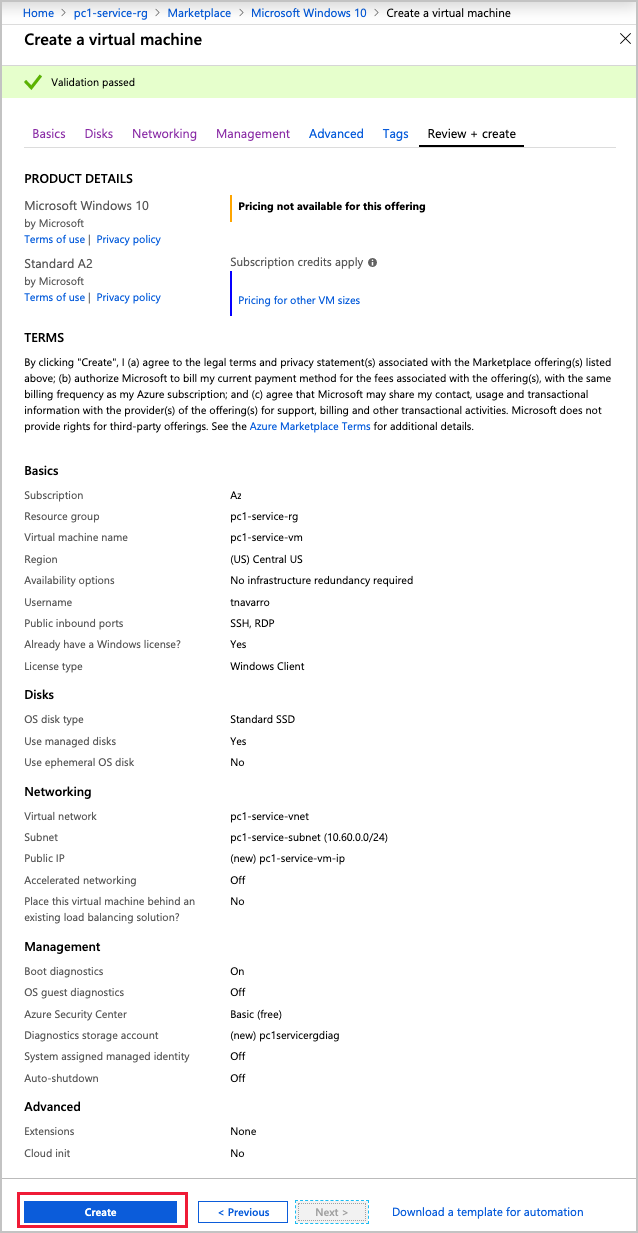 Home > pc1-service-rg > Marketplace > Microsoft Windows 10 > Create a virtual machine
Create a virtual machine
Validation passed
Basics Disks Networking Management Advanced Tags Review + create
PRODUCT DETAILS
Microsoft Windows 10
by Microsoft
Terms of use | Privacy policy
Pricing not available for this offering
Standard A2
by Microsoft
Terms of use | Privacy policy
Subscription credits apply
Pricing for other VM sizes
TERMS
By clicking "Create", I (a) agree to the legal terms and privacy statement(s) associated with the Marketplace offering(s) listed
above; (b) authorize Microsoft to bill my current payment method for the fees associated with the offering(s), with the same
billing frequency as my Azure subscription; and (c) agree that Microsoft may share my contact, usage and transactional
information with the provider(s) of the offering(s) for support, billing and other transactional activities. Microsoft does not
provide rights for third-party offerings. See the Azure Marketplace Terms for additional details.
Basics
Subscription Az
Resource group pc1-service-rg
Virtual machine name pc1-service-vm
Region (US) Central US
Availability options No infrastructure redundancy required
Username tnavarro
Public inbound ports SSH, RDP
Already have a Windows license? Yes
License type Windows Client
Disks
OS disk type Standard SSD
Use managed disks Yes
Use ephemeral OS disk No
Networking
Virtual network pc1-service-vnet
Subnet pc1-service-subnet (10.60.0.0/24)
Public IP (new) pc1-service-vm-ip
Accelerated networking Off
Place this virtual machine behind an No
existing load balancing solution?
Management
Boot diagnostics On
OS guest diagnostics Off
Azure Security Center Basic (free)
Diagnostics storage account (new) pc1servicergdiag
System assigned managed identity Off
Auto-shutdown Off
Advanced
Extensions None
Cloud init No
Create < Previous Next > Download a template for automation